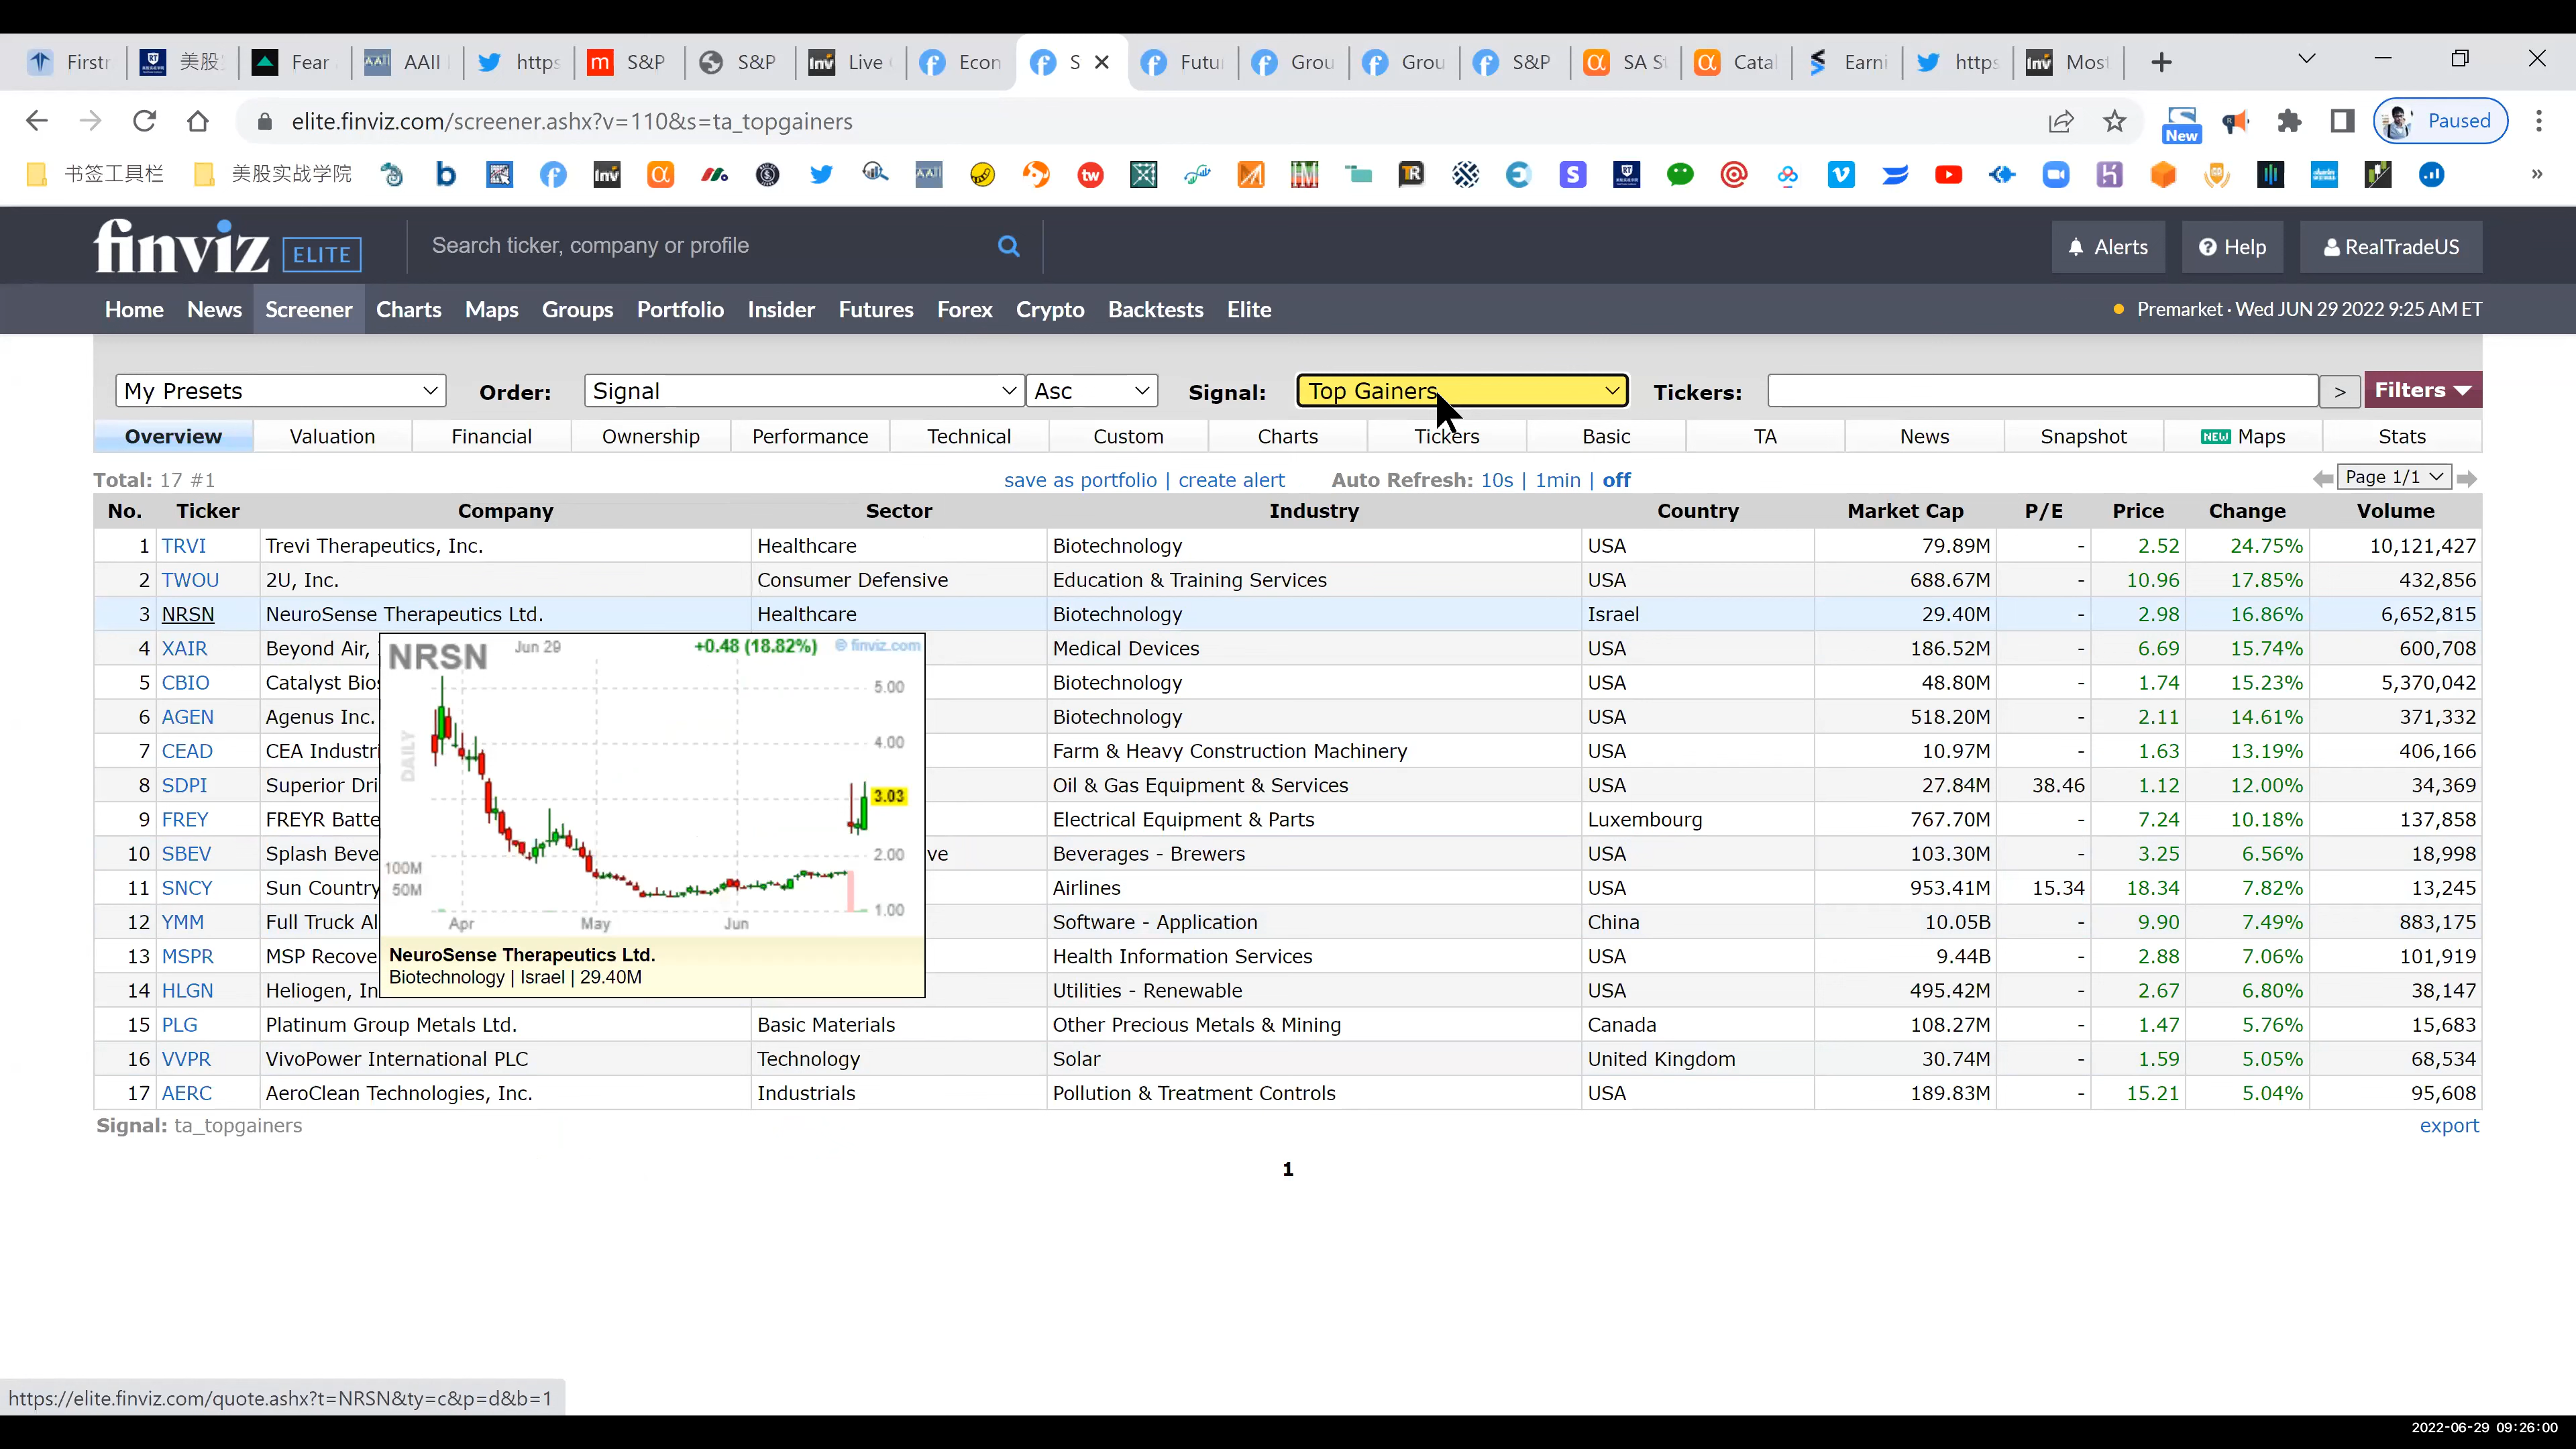 Firstr
美股
Fear
AAII
https
S&P
S&P
Live
Econ
S
Futu
Grou
Grou
S&P
SA S
Catal
Earni
https
Most
elite.finviz.com/screener.ashx?v=110&s=ta_topgainers
New
Paused
书签工具栏
美股实战学院
finviz ELITE
Search ticker, company or profile
Alerts
Help
RealTradeUS
Home News Screener Charts Maps Groups Portfolio Insider Futures Forex Crypto Backtests Elite
Premarket · Wed JUN 29 2022 9:25 AM ET
My Presets Order: Signal Asc Signal: Top Gainers Tickers: > Filters
Overview Valuation Financial Ownership Performance Technical Custom Charts Tickers Basic TA News Snapshot NEW Maps Stats
Total: 17 #1 save as portfolio | create alert Auto Refresh: 10s | 1min | off Page 1/1
No. Ticker Company Sector Industry Country Market Cap P/E Price Change Volume
1 TRVI Trevi Therapeutics, Inc. Healthcare Biotechnology USA 79.89M - 2.52 24.75% 10,121,427
2 TWOU 2U, Inc. Consumer Defensive Education & Training Services USA 688.67M - 10.96 17.85% 432,856
3 NRSN NeuroSense Therapeutics Ltd. Healthcare Biotechnology Israel 29.40M - 2.98 16.86% 6,652,815
4 XAIR Beyond Air, Medical Devices USA 186.52M - 6.69 15.74% 600,708
5 CBIO Catalyst Bios Biotechnology USA 48.80M - 1.74 15.23% 5,370,042
6 AGEN Agenus Inc. Biotechnology USA 518.20M - 2.11 14.61% 371,332
7 CEAD CEA Industri Farm & Heavy Construction Machinery USA 10.97M - 1.63 13.19% 406,166
8 SDPI Superior Dri Oil & Gas Equipment & Services USA 27.84M 38.46 1.12 12.00% 34,369
9 FREY FREYR Batte Electrical Equipment & Parts Luxembourg 767.70M - 7.24 10.18% 137,858
10 SBEV Splash Beve ve Beverages - Brewers USA 103.30M - 3.25 6.56% 18,998
11 SNCY Sun Country Airlines USA 953.41M 15.34 18.34 7.82% 13,245
12 YMM Full Truck Al Software - Application China 10.05B - 9.90 7.49% 883,175
13 MSPR MSP Recove Health Information Services USA 9.44B - 2.88 7.06% 101,919
14 HLGN Heliogen, In Utilities - Renewable USA 495.42M - 2.67 6.80% 38,147
15 PLG Platinum Group Metals Ltd. Basic Materials Other Precious Metals & Mining Canada 108.27M - 1.47 5.76% 15,683
16 VVPR VivoPower International PLC Technology Solar United Kingdom 30.74M - 1.59 5.05% 68,534
17 AERC AeroClean Technologies, Inc. Industrials Pollution & Treatment Controls USA 189.83M - 15.21 5.04% 95,608
NRSN Jun 29 +0.48 (18.82%) © finviz.com
DAILY
5.00
4.00
3.03
2.00
100M
50M
1.00
Apr May Jun
NeuroSense Therapeutics Ltd.
Biotechnology | Israel | 29.40M
Signal: ta_topgainers export
1
https://elite.finviz.com/quote.ashx?t=NRSN&ty=c&p=d&b=1
2022-06-29 09:26:00